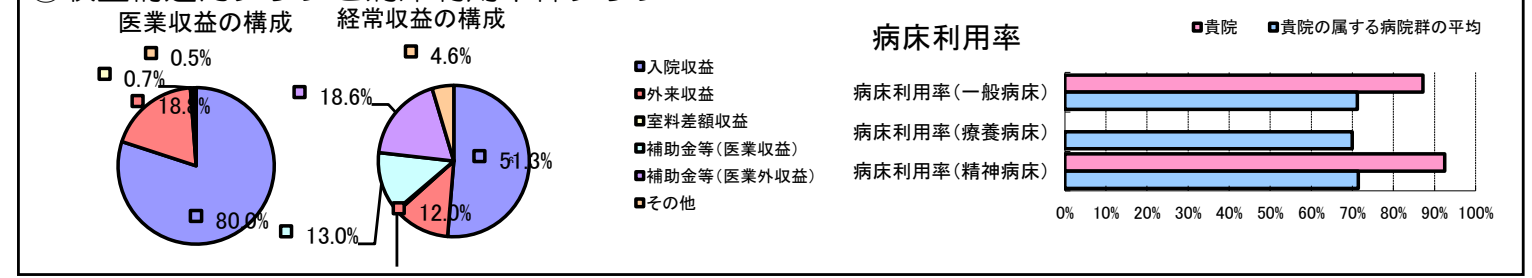 医業収益の構成
経常収益の構成
0.5%
0.7%
18.8%
80.0%
4.6%
18.6%
51.3%
12.0%
13.0%
入院収益
外来収益
室料差額収益
補助金等(医業収益)
補助金等(医業外収益)
その他
病床利用率
貴院
貴院の属する病院群の平均
病床利用率(一般病床)
病床利用率(療養病床)
病床利用率(精神病床)
0% 10% 20% 30% 40% 50% 60% 70% 80% 90% 100%